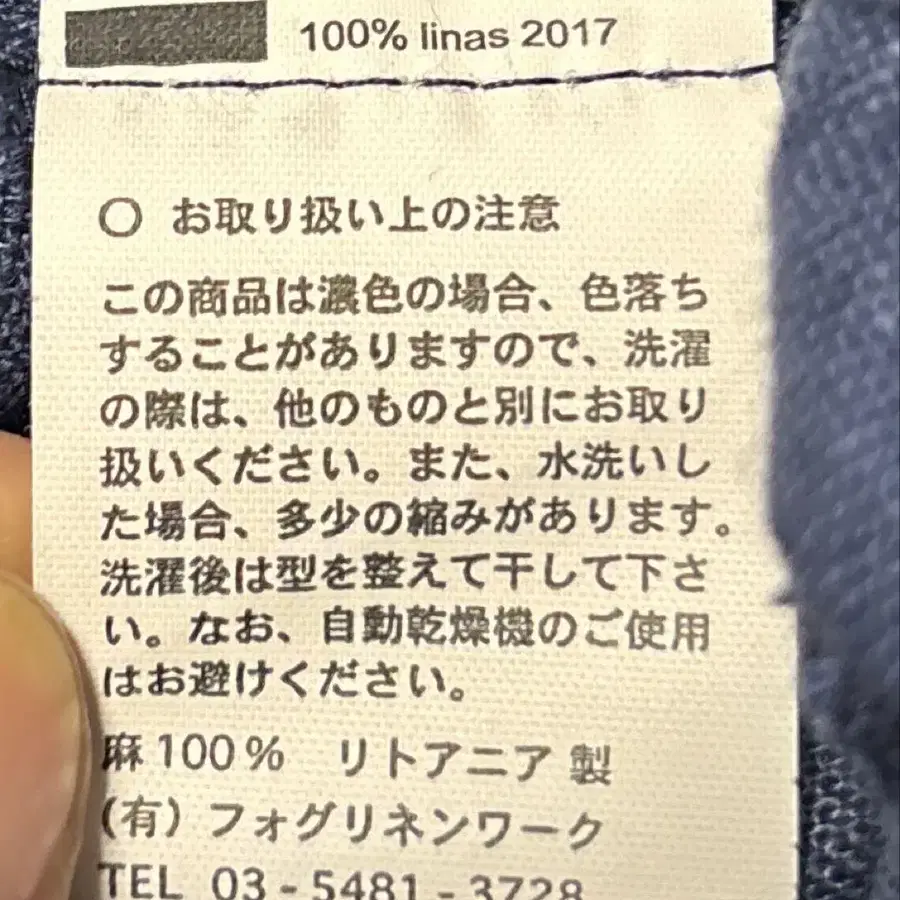 100% linas 2017
○ お取り扱い上の注意
この商品は濃色の場合、色落ち
することがありますので、洗濯
の際は、他のものと別にお取り
扱いください。また、水洗いし
た場合、多少の縮みがあります。
洗濯後は型を整えて干して下さ
い。なお、自動乾燥機のご使用
はお避けください。
麻 100% リトアニア 製
(有) フォグリネンワーク
TEL 03 - 5481 - 3728